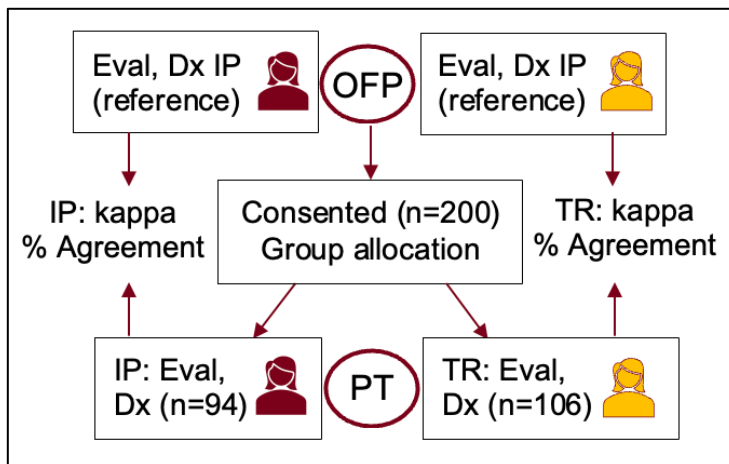 Eval, Dx IP
(reference)
OFP
Eval, Dx IP
(reference)
IP: kappa
% Agreement
Consented (n=200)
Group allocation
TR: kappa
% Agreement
IP: Eval,
Dx (n=94)
PT
TR: Eval,
Dx (n=106)